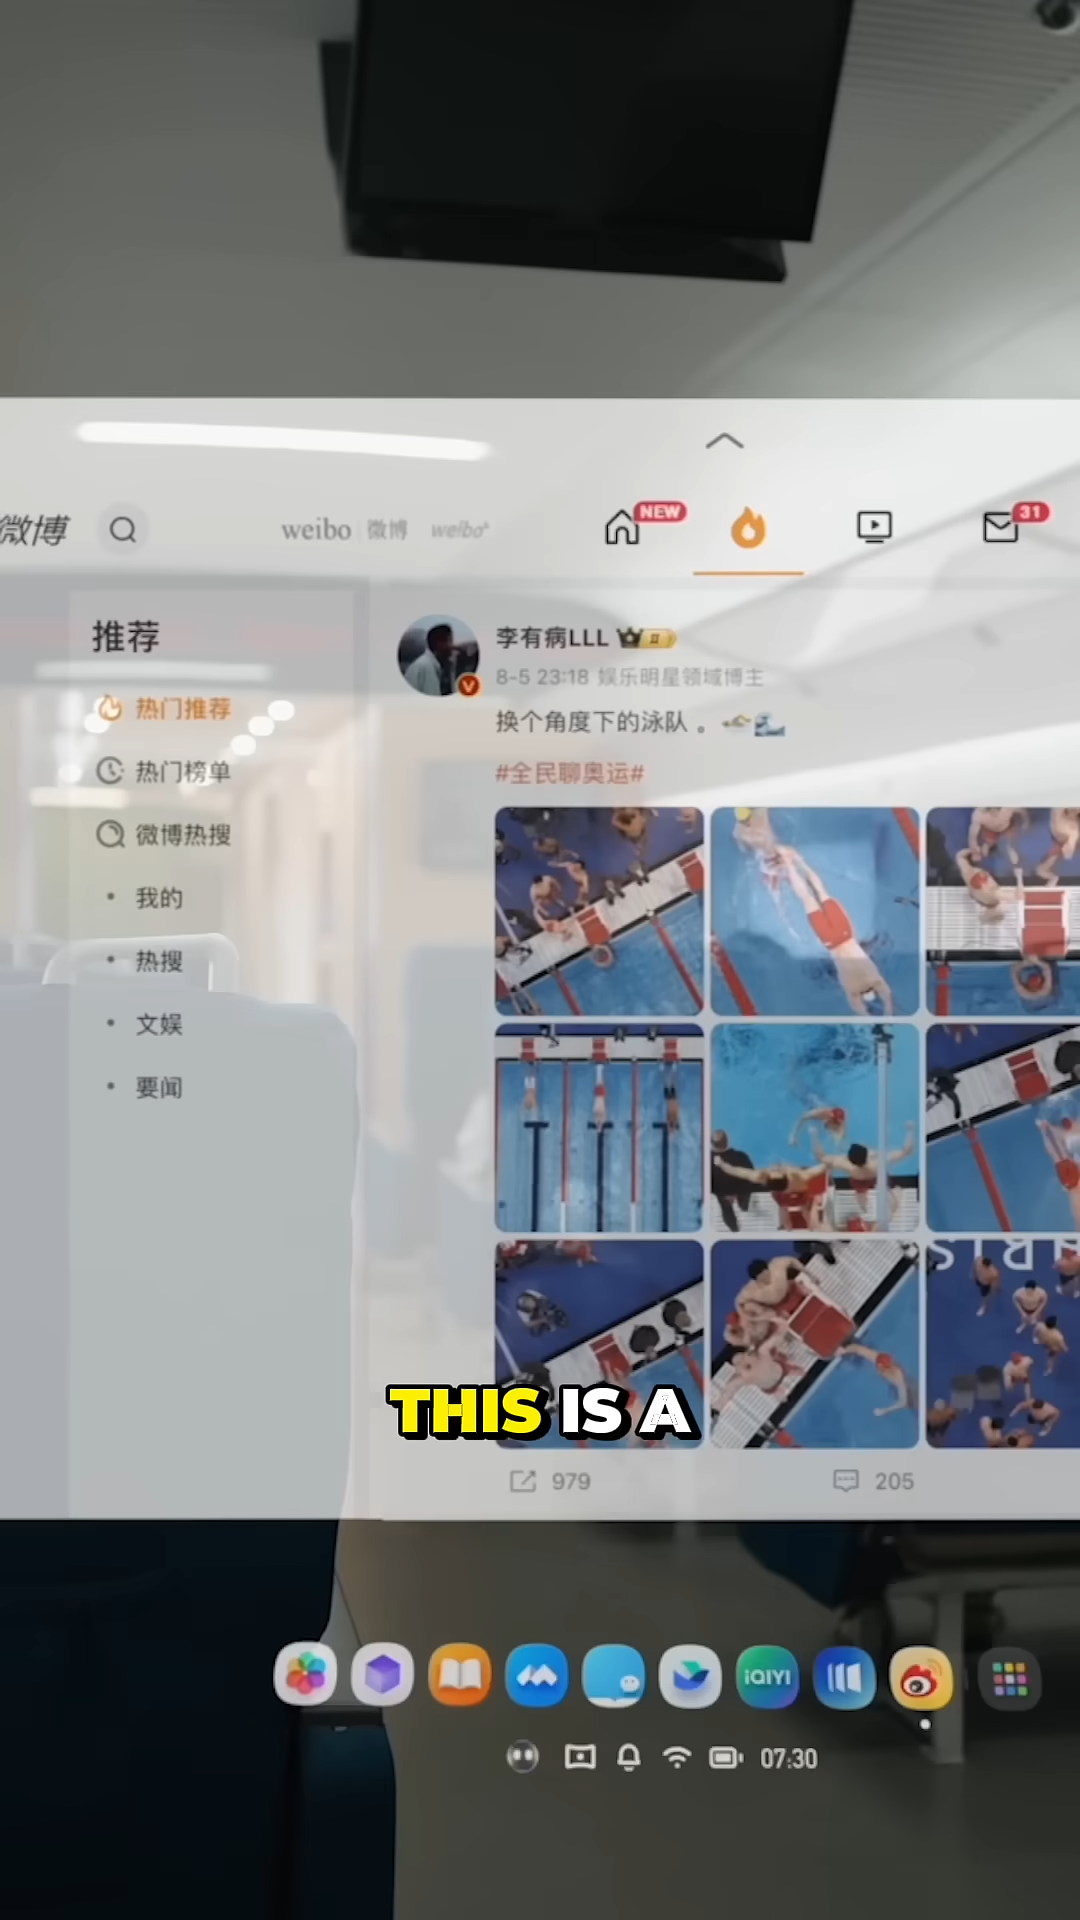 微博
weibo 微博 weibo
NEW
31
推荐
热门推荐
热门榜单
微博热搜
我的
热搜
文娱
要闻
李有病LLL II
8-5 23:18 娱乐明星领域博主
换个角度下的泳队 。
#全民聊奥运#
THIS IS A
979
205
iQIYI
07:30